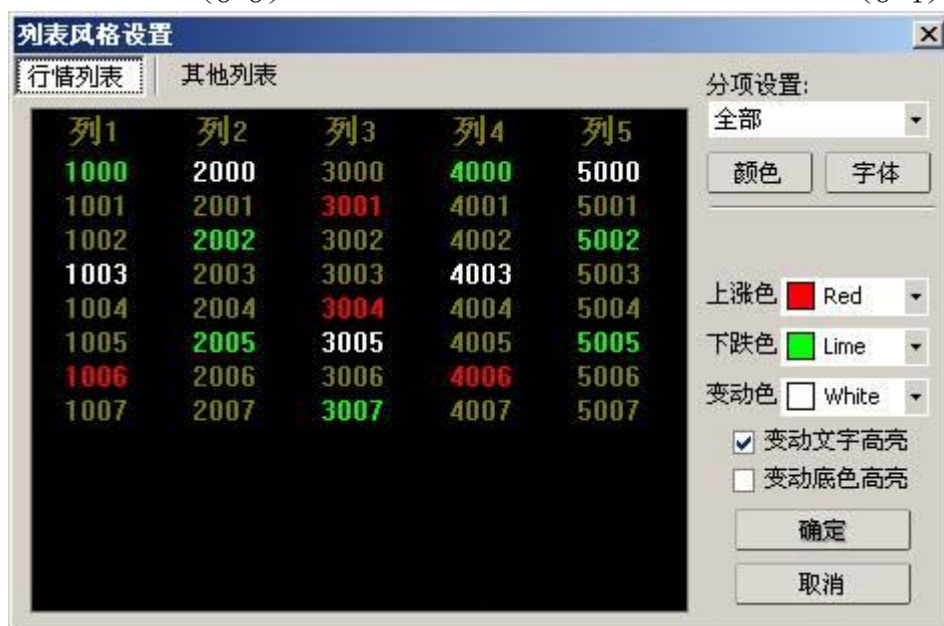 列表风格设置
行情列表 其他列表
分项设置:
全部
颜色 字体
列1 列2 列3 列4 列5
1000 2000 3000 4000 5000
1001 2001 3001 4001 5001
1002 2002 3002 4002 5002
1003 2003 3003 4003 5003
1004 2004 3004 4004 5004
1005 2005 3005 4005 5005
1006 2006 3006 4006 5006
1007 2007 3007 4007 5007
上涨色 Red
下跌色 Lime
变动色 White
变动文字高亮
变动底色高亮
确定
取消